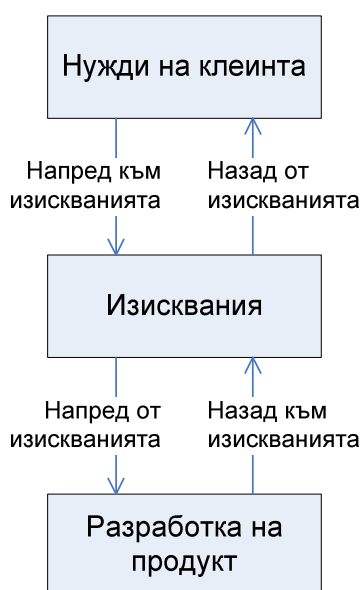 Нужди на клеинта
Напред към
изискванията
Назад от
изискванията
Изисквания
Напред от
изискванията
Назад към
изискванията
Разработка на
продукт